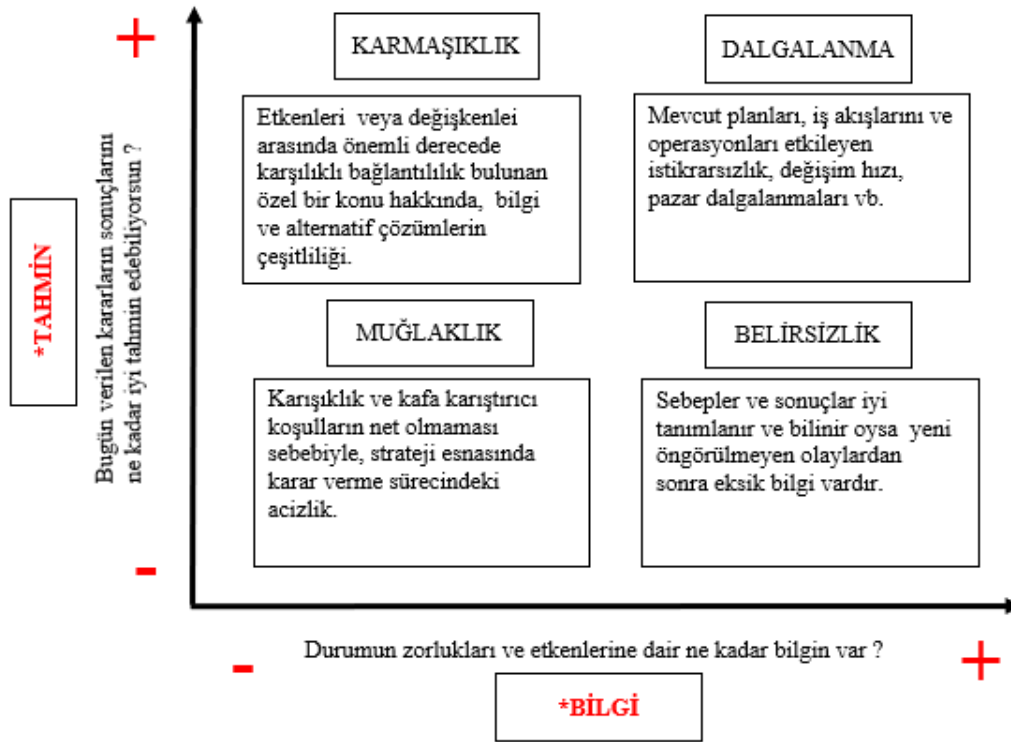 +
KARMAŞIKLIK
DALGALANMA
Etkenleri veya değişkenlei
arasında önemli derecede
karşılıklı bağlantılılık bulunan
özel bir konu hakkında, bilgi
ve alternatif çözümlerin
çeşitliliği.
Mevcut planları, iş akışlarını ve
operasyonları etkileyen
istikrarsızlık, değişim hızı,
pazar dalgalanmaları vb.
*TAHMİN
Bugün verilen kararların sonuçlarını
ne kadar iyi tahmin edebiliyorsun ?
MUĞLAKLIK
BELİRSİZLİK
Karışıklık ve kafa karıştırıcı
koşulların net olmaması
sebebiyle, strateji esnasında
karar verme sürecindeki
acizlik.
Sebepler ve sonuçlar iyi
tanımlanır ve bilinir oysa yeni
öngörülmeyen olaylardan
sonra eksik bilgi vardır.
-
Durumun zorlukları ve etkenlerine dair ne kadar bilgin var ?
- +
*BİLGİ